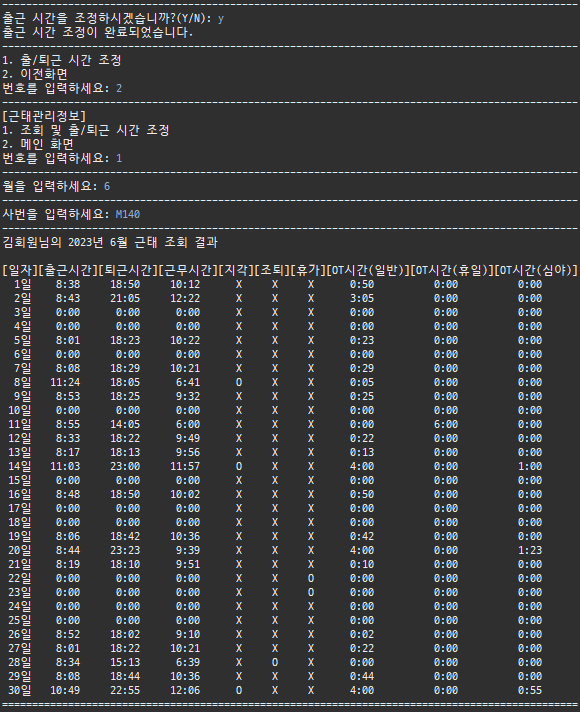 출근 시간을 조정하시겠습니까?(Y/N): y
출근 시간 조정이 완료되었습니다.
1. 출/퇴근 시간 조정
2. 이전화면
번호를 입력하세요: 2
[근태관리정보]
1. 조회 및 출/퇴근 시간 조정
2. 메인 화면
번호를 입력하세요: 1
월을 입력하세요: 6
사번을 입력하세요: M140
김회원님의 2023년 6월 근태 조회 결과
[일자][출근시간][퇴근시간][근무시간][지각][조퇴][휴가][OT시간(일반)][OT시간(휴일)][OT시간(심야)]
1일 8:38 18:50 10:12 X X X 0:50 0:00 0:00
2일 8:43 21:05 12:22 X X X 3:05 0:00 0:00
3일 0:00 0:00 0:00 X X X 0:00 0:00 0:00
4일 0:00 0:00 0:00 X X X 0:00 0:00 0:00
5일 8:01 18:23 10:22 X X X 0:23 0:00 0:00
6일 0:00 0:00 0:00 X X X 0:00 0:00 0:00
7일 8:08 18:29 10:21 X X X 0:29 0:00 0:00
8일 11:24 18:05 6:41 O X X 0:05 0:00 0:00
9일 8:53 18:25 9:32 X X X 0:25 0:00 0:00
10일 0:00 0:00 0:00 X X X 0:00 0:00 0:00
11일 8:55 14:05 6:00 X X X 0:00 6:00 0:00
12일 8:33 18:22 9:49 X X X 0:22 0:00 0:00
13일 8:17 18:13 9:56 X X X 0:13 0:00 0:00
14일 11:03 23:00 11:57 O X X 4:00 0:00 1:00
15일 0:00 0:00 0:00 X X X 0:00 0:00 0:00
16일 8:48 18:50 10:02 X X X 0:50 0:00 0:00
17일 0:00 0:00 0:00 X X X 0:00 0:00 0:00
18일 0:00 0:00 0:00 X X X 0:00 0:00 0:00
19일 8:06 18:42 10:36 X X X 0:42 0:00 0:00
20일 8:44 23:23 9:39 X X X 4:00 0:00 1:23
21일 8:19 18:10 9:51 X X X 0:10 0:00 0:00
22일 0:00 0:00 0:00 X X O 0:00 0:00 0:00
23일 0:00 0:00 0:00 X X O 0:00 0:00 0:00
24일 0:00 0:00 0:00 X X X 0:00 0:00 0:00
25일 0:00 0:00 0:00 X X X 0:00 0:00 0:00
26일 8:52 18:02 9:10 X X X 0:02 0:00 0:00
27일 8:01 18:22 10:21 X X X 0:22 0:00 0:00
28일 8:34 15:13 6:39 X O X 0:00 0:00 0:00
29일 8:08 18:44 10:36 X X X 0:44 0:00 0:00
30일 10:49 22:55 12:06 O X X 4:00 0:00 0:55